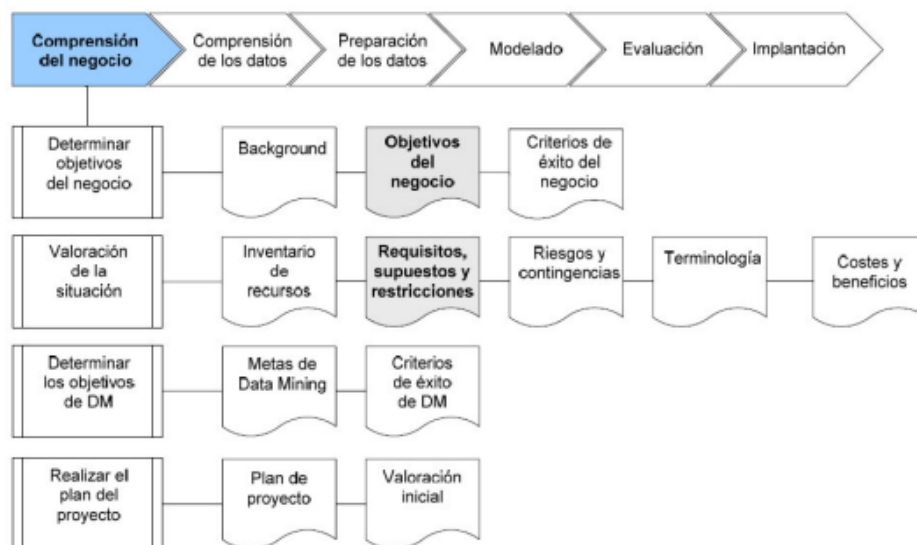 Comprensión
del negocio
Comprensión
de los datos
Preparación
de los datos
Modelado
Evaluación
Implantación
Determinar
objetivos
del negocio
Background
Objetivos
del
negocio
Criterios de
éxito del
negocio
Valoración
de la
situación
Inventario
de
recursos
Requisitos,
supuestos y
restricciones
Riesgos y
contingencias
Terminología
Costes y
beneficios
Determinar
los objetivos
de DM
Metas de
Data Mining
Criterios
de éxito
de DM
Realizar el
plan del
proyecto
Plan de
proyecto
Valoración
inicial